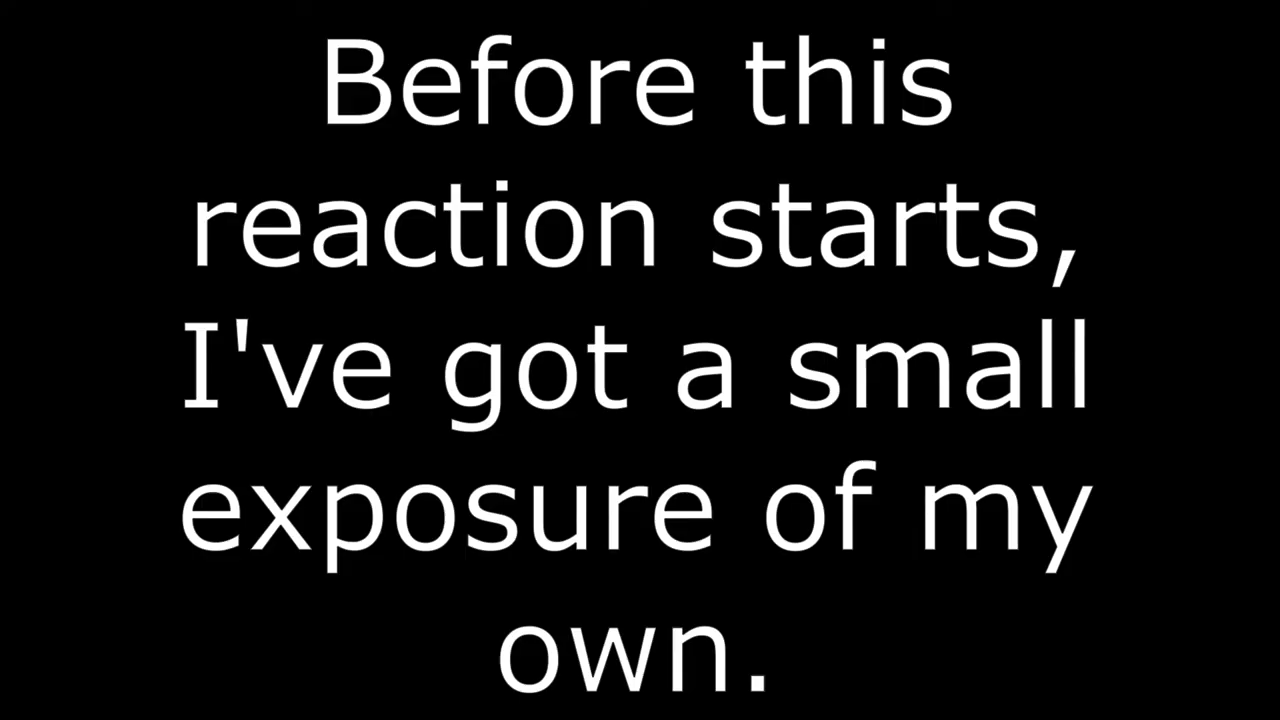 Before this
reaction starts,
I've got a small
exposure of my
own.